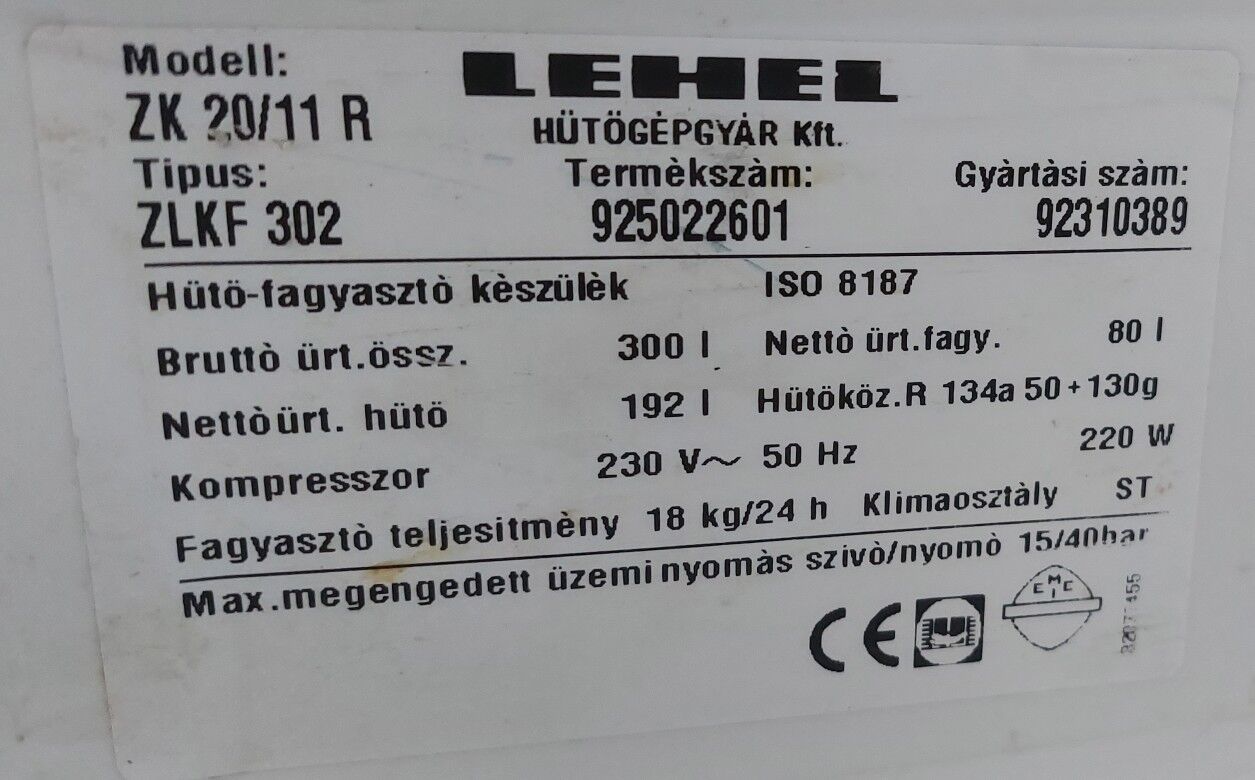 Modell:
LEHEL
ZK 20/11 R
HÜTÖGÈPGYÀR Kft.
Tipus:
Termèkszàm:
Gyàrtàsi szàm:
ZLKF 302
925022601
92310389
Hütö-fagyasztò kèszülèk ISO 8187
Bruttò ürt.össz. 300 l Nettò ürt.fagy. 80 l
Nettòürt. hütö 192 l Hütököz.R 134a 50+130g
Kompresszor 230 V~ 50 Hz 220 W
Fagyasztò teljesitmèny 18 kg/24 h Klimaosztàly ST
Max.megengedett üzemi nyomàs szivò/nyomò 15/40bar
CE